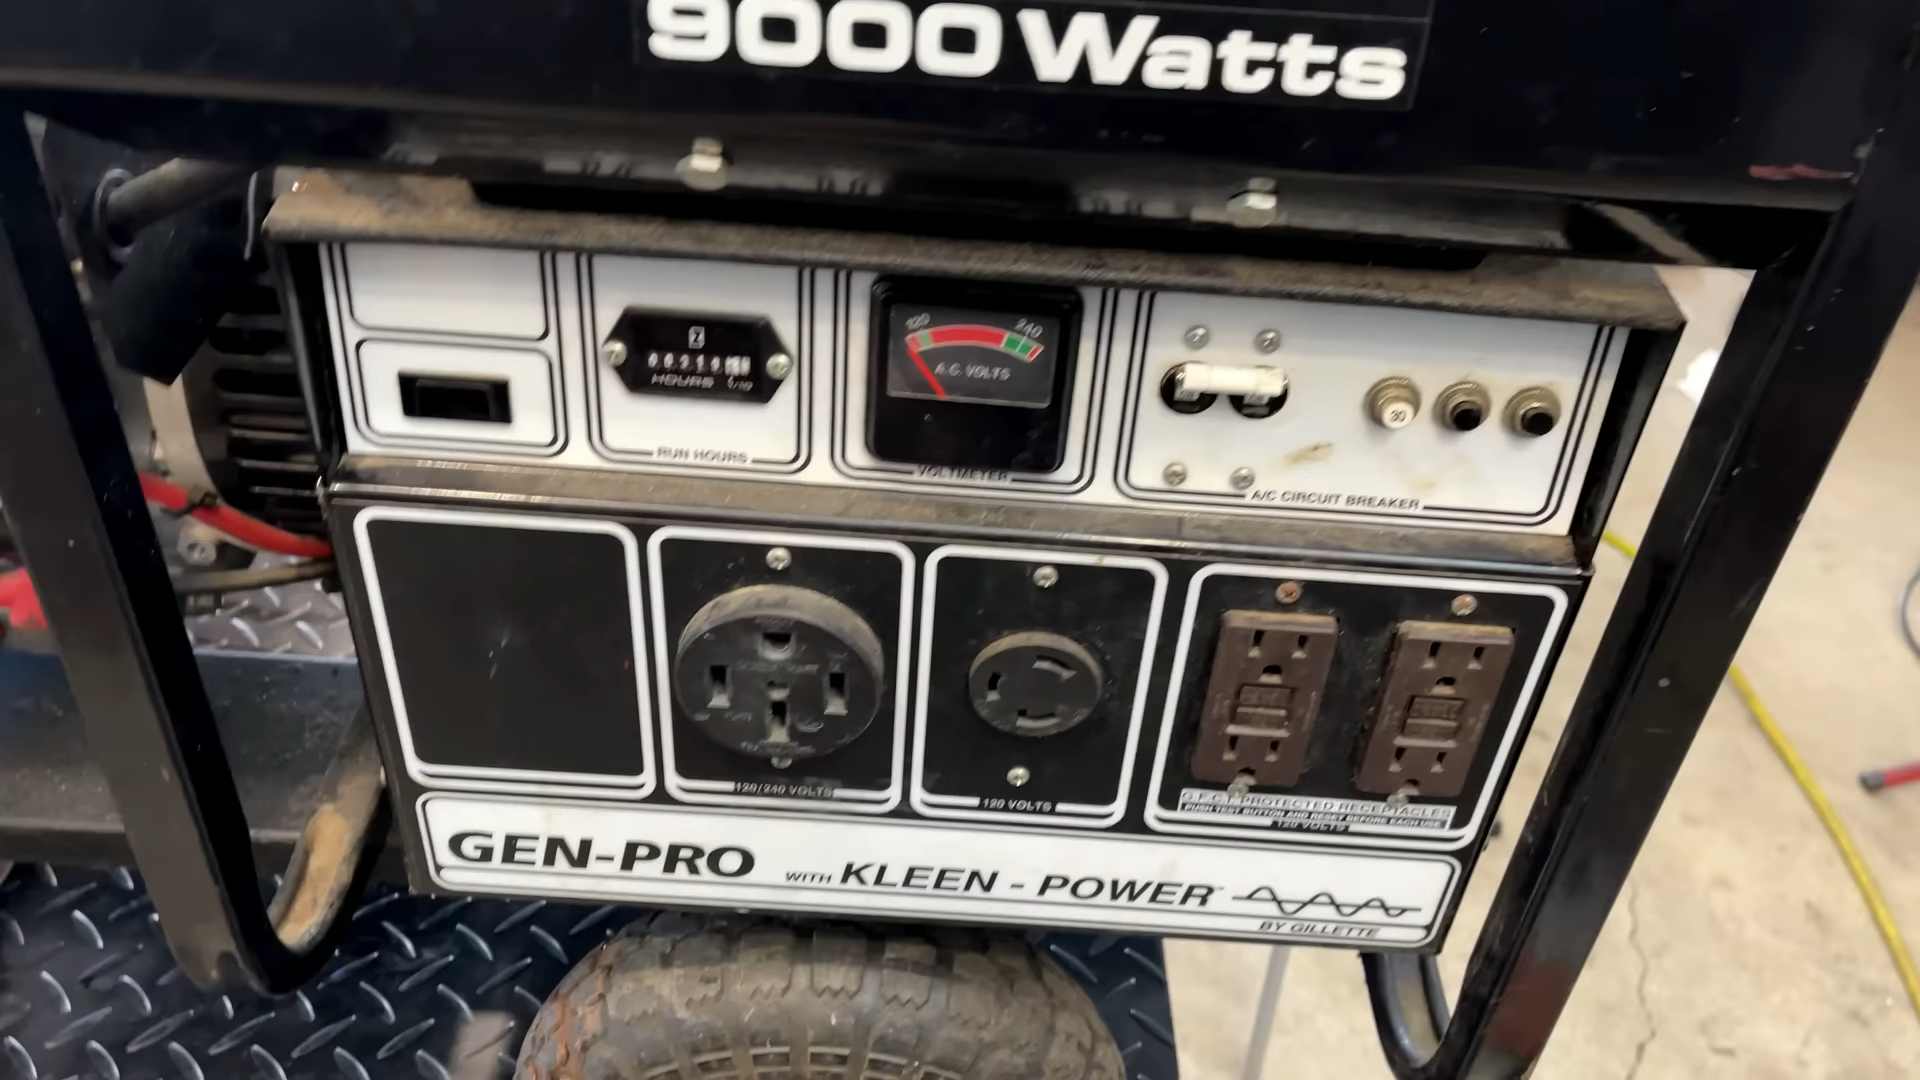 9000 Watts
120 240
A.C. VOLTS
HOURS 1/10
RUN HOURS
VOLTMETER
30
A/C CIRCUIT BREAKER
120/240 VOLTS
120 VOLTS
G.F.C.I. PROTECTED RECEPTACLES
PUSH TEST BUTTON AND RESET BEFORE EACH USE
120 VOLTS
GEN-PRO WITH KLEEN - POWER
BY GILLETTE